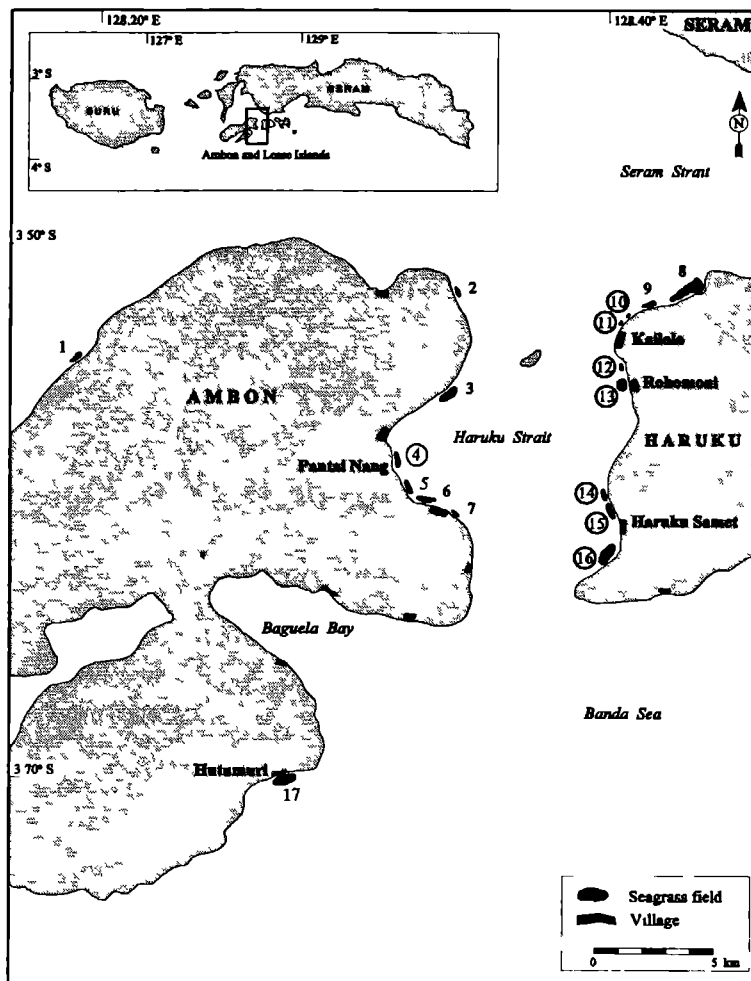 128.20° E
128.40° E
SERAM
127° E
129° E
3° S
BURU
SERAM
4° S
Ambon and Lease Islands
N
Seram Strait
3 50° S
8
2
9
10
11
Kailolo
1
12
AMBON
Rohomoni
13
3
Haruku Strait
HARUKU
4
Pantai Nang
5
6
14
7
15
Haruku Samet
16
Baguela Bay
Banda Sea
Hutumuri
3 70° S
17
Seagrass field
Village
0
5 km